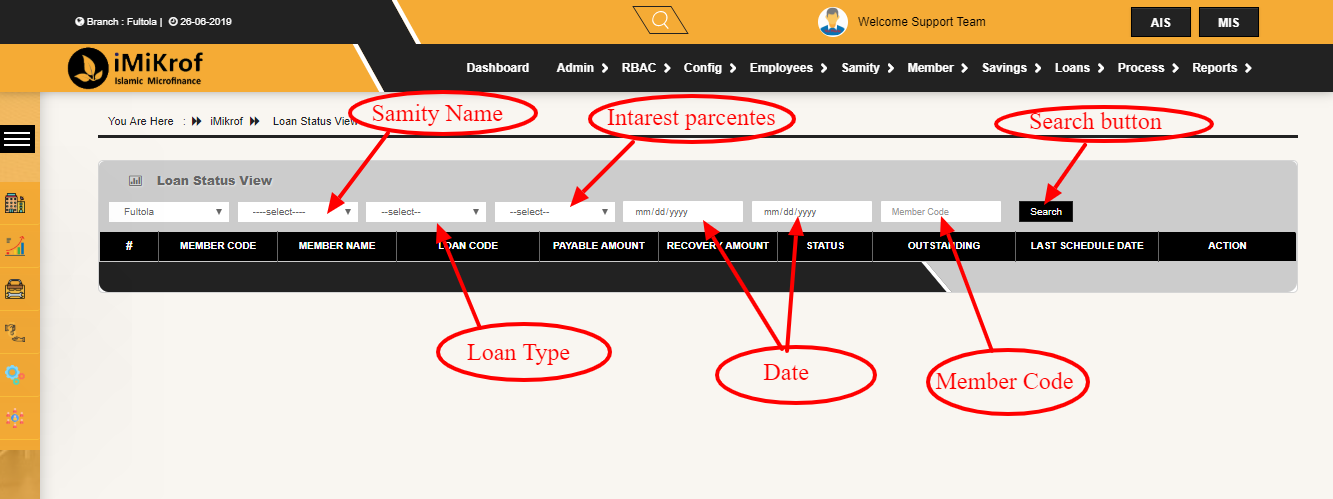 Branch : Fultola | 26-06-2019
Welcome Support Team
AIS
MIS
iMiKrof
Islamic Microfinance
Dashboard Admin RBAC Config Employees Samity Member Savings Loans Process Reports
You Are Here : iMikrof Loan Status View
Samity Name
Intarest parcentes
Search button
Loan Status View
Fultola ----select---- --select-- --select-- mm/dd/yyyy mm/dd/yyyy Member Code Search
# MEMBER CODE MEMBER NAME LOAN CODE PAYABLE AMOUNT RECOVERY AMOUNT STATUS OUTSTANDING LAST SCHEDULE DATE ACTION
Loan Type
Date
Member Code